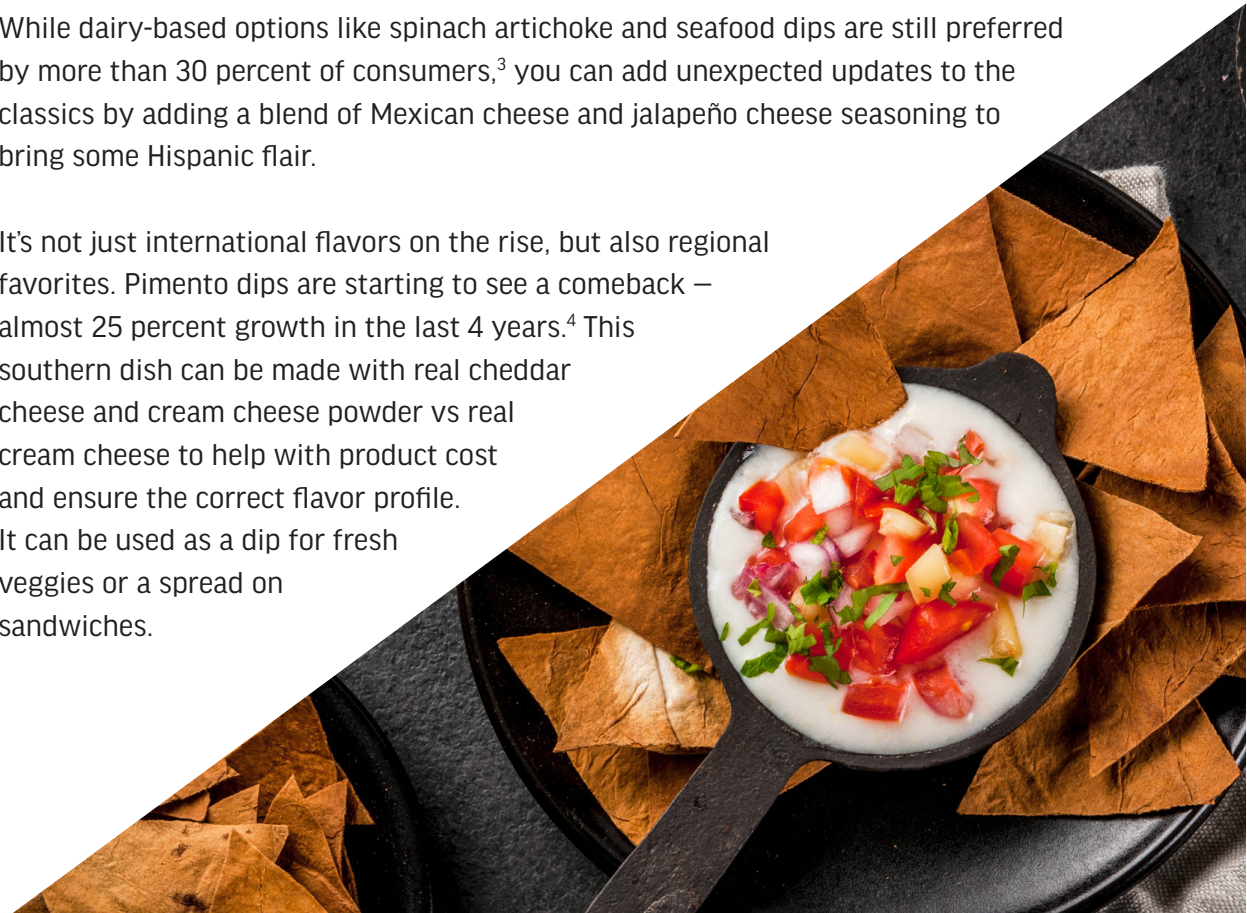 While dairy-based options like spinach artichoke and seafood dips are still preferred
by more than 30 percent of consumers,³ you can add unexpected updates to the
classics by adding a blend of Mexican cheese and jalapeño cheese seasoning to
bring some Hispanic flair.
It’s not just international flavors on the rise, but also regional
favorites. Pimento dips are starting to see a comeback –
almost 25 percent growth in the last 4 years.⁴ This
southern dish can be made with real cheddar
cheese and cream cheese powder vs real
cream cheese to help with product cost
and ensure the correct flavor profile.
It can be used as a dip for fresh
veggies or a spread on
sandwiches.